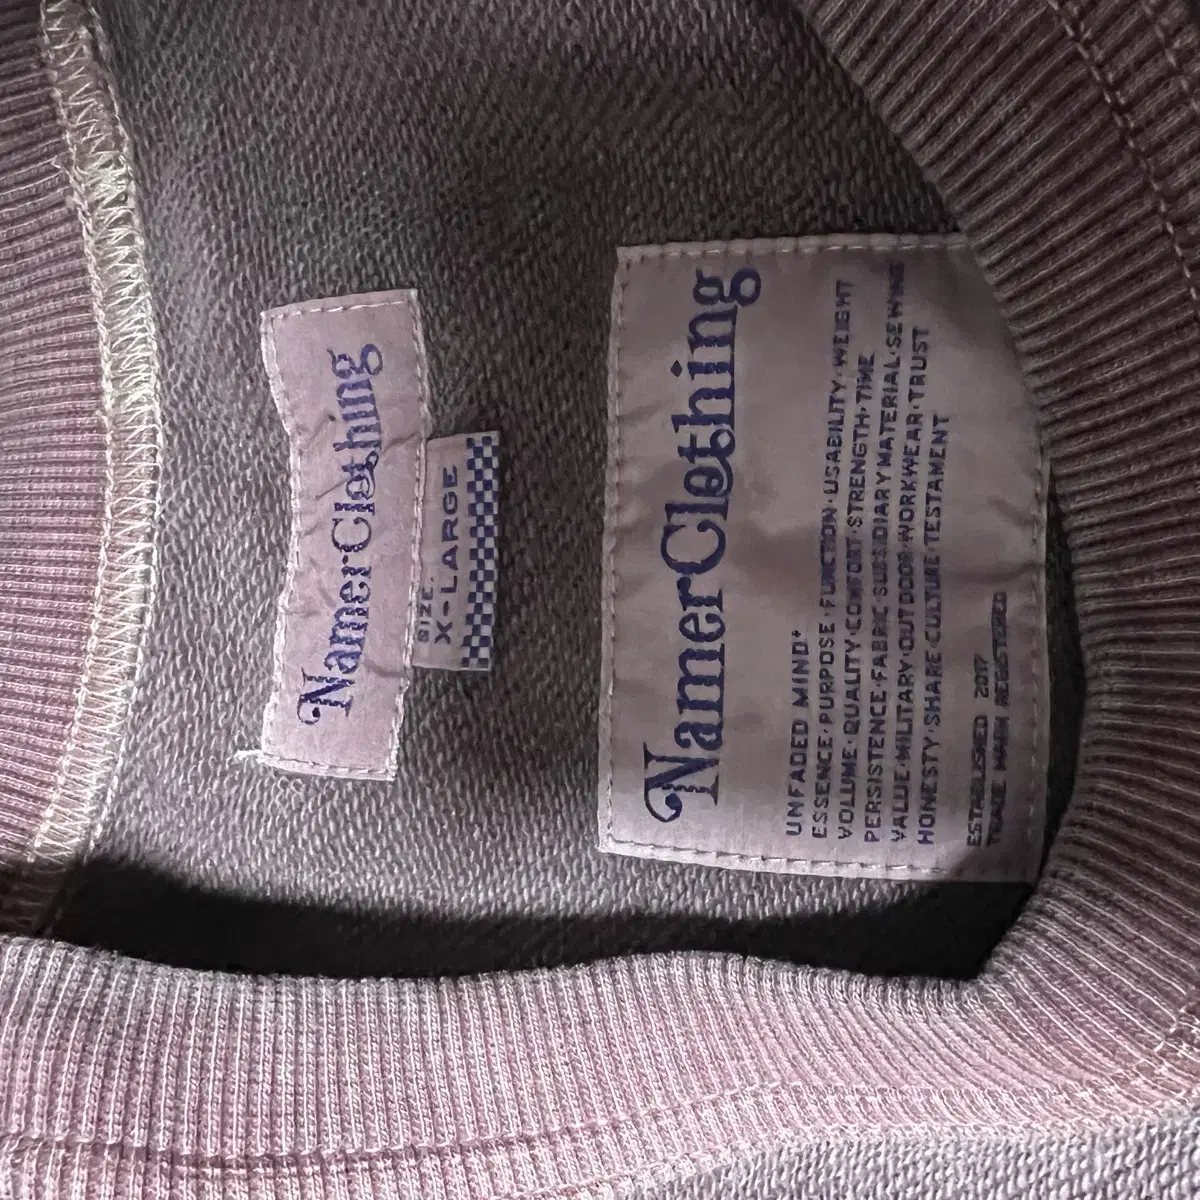 NamerClothing
SIZE.
X-LARGE
NamerClothing
UNFADED MIND®
ESSENCE·PURPOSE·FUNCTION·USABILITY·WEIGHT
VOLUME·QUALITY·COMFORT·STRENGTH·TIME
PERSISTENCE·FABRIC·SUBSIDIARY MATERIAL·SEWING
VALUE·MILITARY·OUTDOOR·WORKWEAR·TRUST
HONESTY·SHARE·CULTURE·TESTAMENT
ESTABLISHED 2017
TRADE MARK REGISTERED